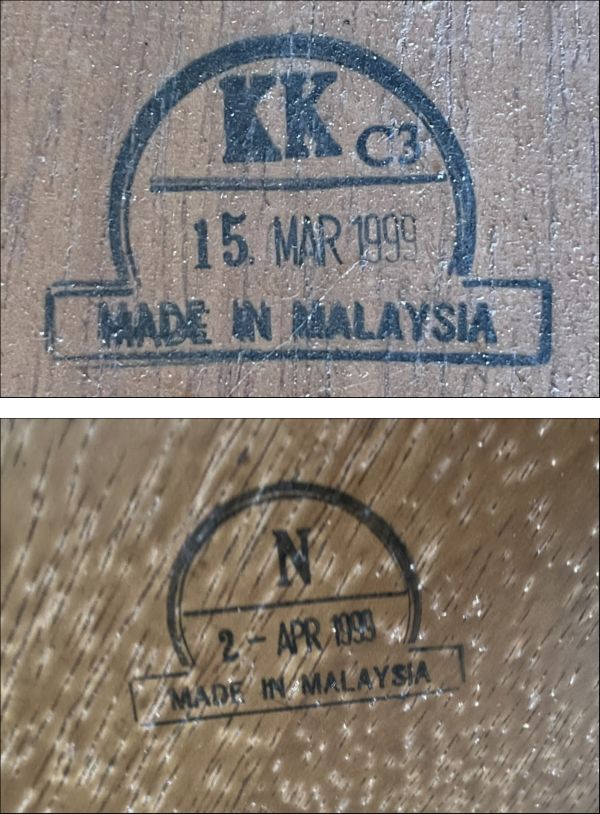 KK C3
15. MAR 1999
MADE IN MALAYSIA
N
2 - APR 1999
MADE IN MALAYSIA